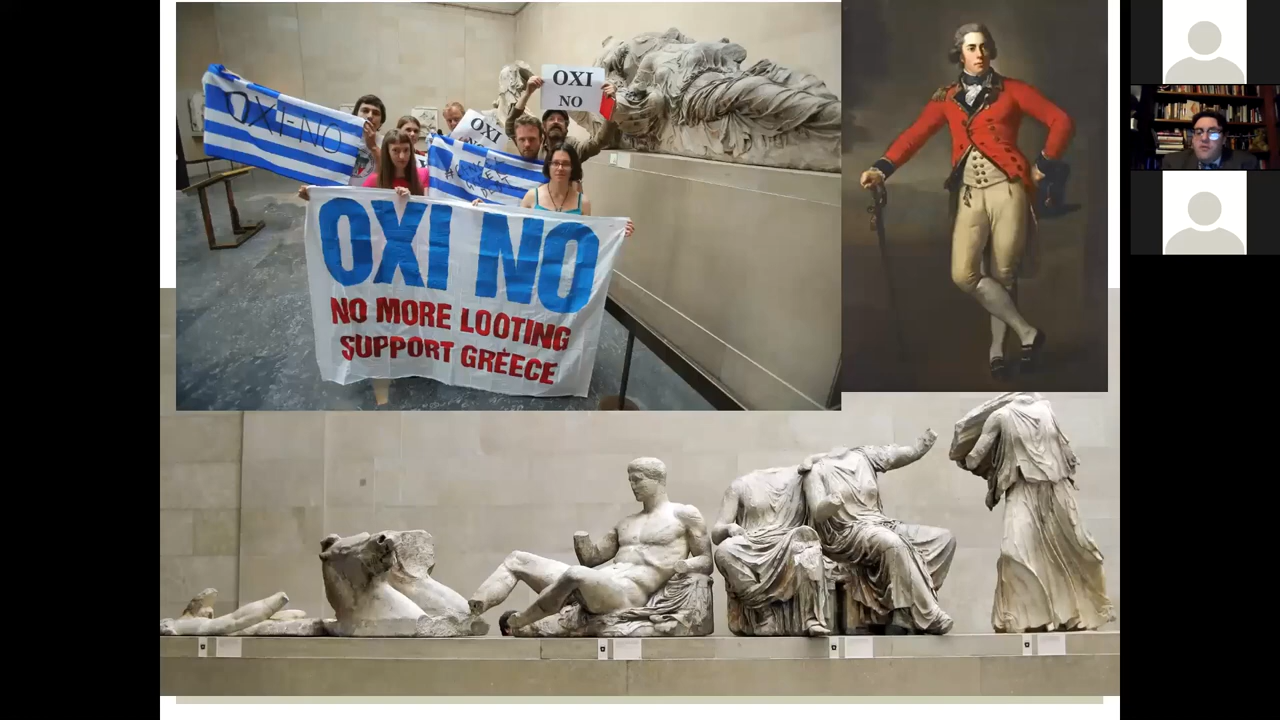 OXI-NO
OXI
NO
OXI
OXI NO
NO MORE LOOTING
SUPPORT GREECE